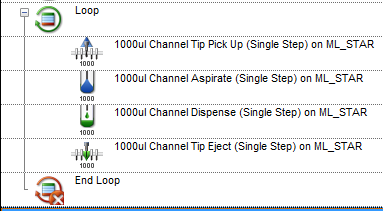 Loop
1000ul Channel Tip Pick Up (Single Step) on ML_STAR
1000
1000ul Channel Aspirate (Single Step) on ML_STAR
1000
1000ul Channel Dispense (Single Step) on ML_STAR
1000
1000ul Channel Tip Eject (Single Step) on ML_STAR
1000
End Loop